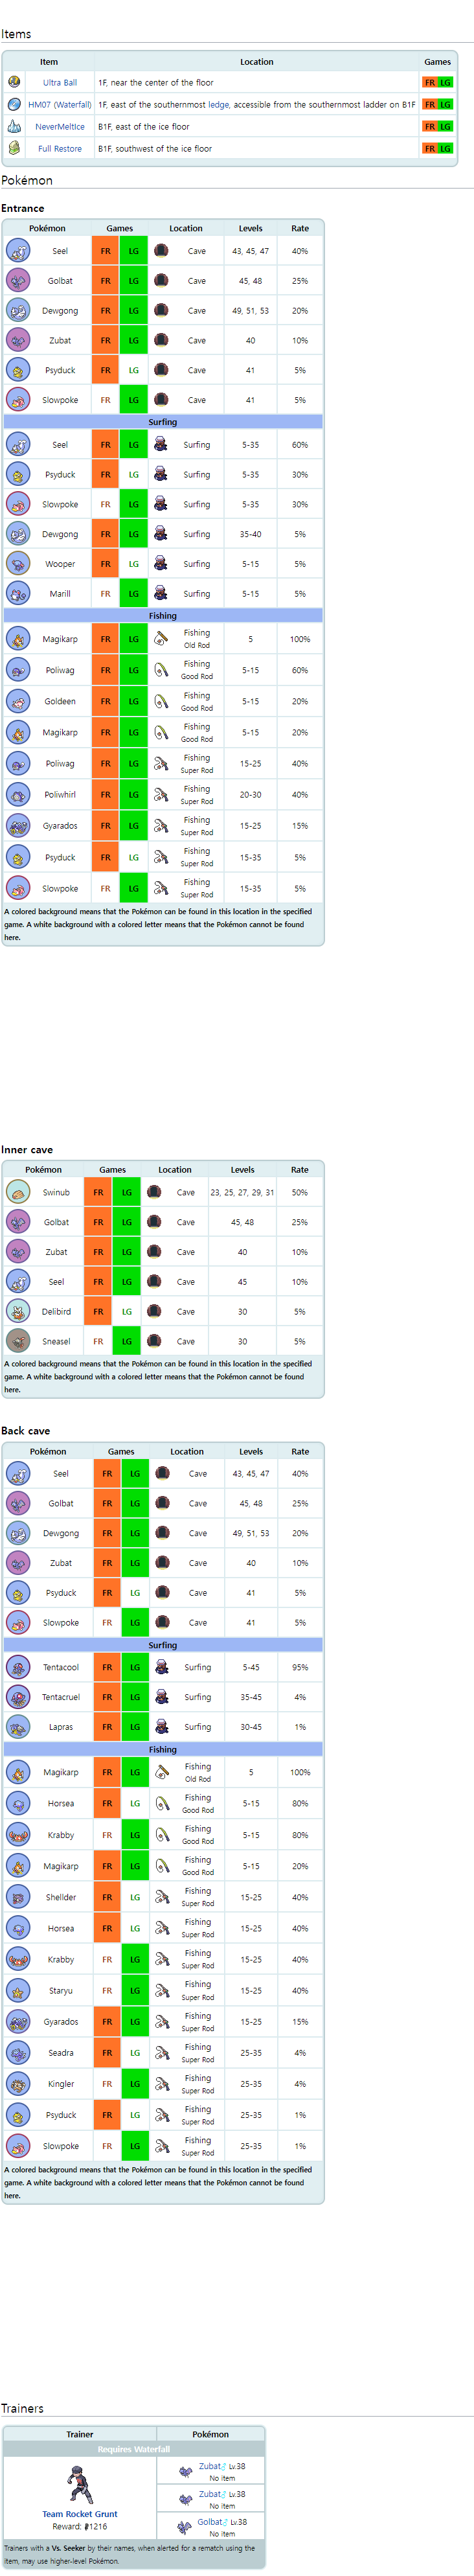 Items
Item Location Games
Ultra Ball 1F, near the center of the floor FR LG
HM07 (Waterfall) 1F, east of the southernmost ledge, accessible from the southernmost ladder on B1F FR LG
NeverMeltIce B1F, east of the ice floor FR LG
Full Restore B1F, southwest of the ice floor FR LG
Pokémon
Entrance
Pokémon Games Location Levels Rate
Seel FR LG Cave 43, 45, 47 40%
Golbat FR LG Cave 45, 48 25%
Dewgong FR LG Cave 49, 51, 53 20%
Zubat FR LG Cave 40 10%
Psyduck FR LG Cave 41 5%
Slowpoke FR LG Cave 41 5%
Surfing
Seel FR LG Surfing 5-35 60%
Psyduck FR LG Surfing 5-35 30%
Slowpoke FR LG Surfing 5-35 30%
Dewgong FR LG Surfing 35-40 5%
Wooper FR LG Surfing 5-15 5%
Marill FR LG Surfing 5-15 5%
Fishing
Magikarp FR LG Fishing 5 100%
Old Rod
Poliwag FR LG Fishing 5-15 60%
Good Rod
Goldeen FR LG Fishing 5-15 20%
Good Rod
Magikarp FR LG Fishing 5-15 20%
Good Rod
Poliwag FR LG Fishing 15-25 40%
Super Rod
Poliwhirl FR LG Fishing 20-30 40%
Super Rod
Gyarados FR LG Fishing 15-25 15%
Super Rod
Psyduck FR LG Fishing 15-35 5%
Super Rod
Slowpoke FR LG Fishing 15-35 5%
Super Rod
A colored background means that the Pokémon can be found in this location in the specified
game. A white background with a colored letter means that the Pokémon cannot be found
here.
Inner cave
Pokémon Games Location Levels Rate
Swinub FR LG Cave 23, 25, 27, 29, 31 50%
Golbat FR LG Cave 45, 48 25%
Zubat FR LG Cave 40 10%
Seel FR LG Cave 45 10%
Delibird FR LG Cave 30 5%
Sneasel FR LG Cave 30 5%
A colored background means that the Pokémon can be found in this location in the specified
game. A white background with a colored letter means that the Pokémon cannot be found
here.
Back cave
Pokémon Games Location Levels Rate
Seel FR LG Cave 43, 45, 47 40%
Golbat FR LG Cave 45, 48 25%
Dewgong FR LG Cave 49, 51, 53 20%
Zubat FR LG Cave 40 10%
Psyduck FR LG Cave 41 5%
Slowpoke FR LG Cave 41 5%
Surfing
Tentacool FR LG Surfing 5-45 95%
Tentacruel FR LG Surfing 35-45 4%
Lapras FR LG Surfing 30-45 1%
Fishing
Magikarp FR LG Fishing 5 100%
Old Rod
Horsea FR LG Fishing 5-15 80%
Good Rod
Krabby FR LG Fishing 5-15 80%
Good Rod
Magikarp FR LG Fishing 5-15 20%
Good Rod
Shellder FR LG Fishing 15-25 40%
Super Rod
Horsea FR LG Fishing 15-25 40%
Super Rod
Krabby FR LG Fishing 15-25 40%
Super Rod
Staryu FR LG Fishing 15-25 40%
Super Rod
Gyarados FR LG Fishing 15-25 15%
Super Rod
Seadra FR LG Fishing 25-35 4%
Super Rod
Kingler FR LG Fishing 25-35 4%
Super Rod
Psyduck FR LG Fishing 25-35 1%
Super Rod
Slowpoke FR LG Fishing 25-35 1%
Super Rod
A colored background means that the Pokémon can be found in this location in the specified
game. A white background with a colored letter means that the Pokémon cannot be found
here.
Trainers
Trainer Pokémon
Requires Waterfall
Zubat♂ Lv.38
No item
Zubat♂ Lv.38
No item
Team Rocket Grunt
Reward: 1216
Golbat♂ Lv.38
No item
Trainers with a Vs. Seeker by their names, when alerted for a rematch using the
item, may use higher-level Pokémon.